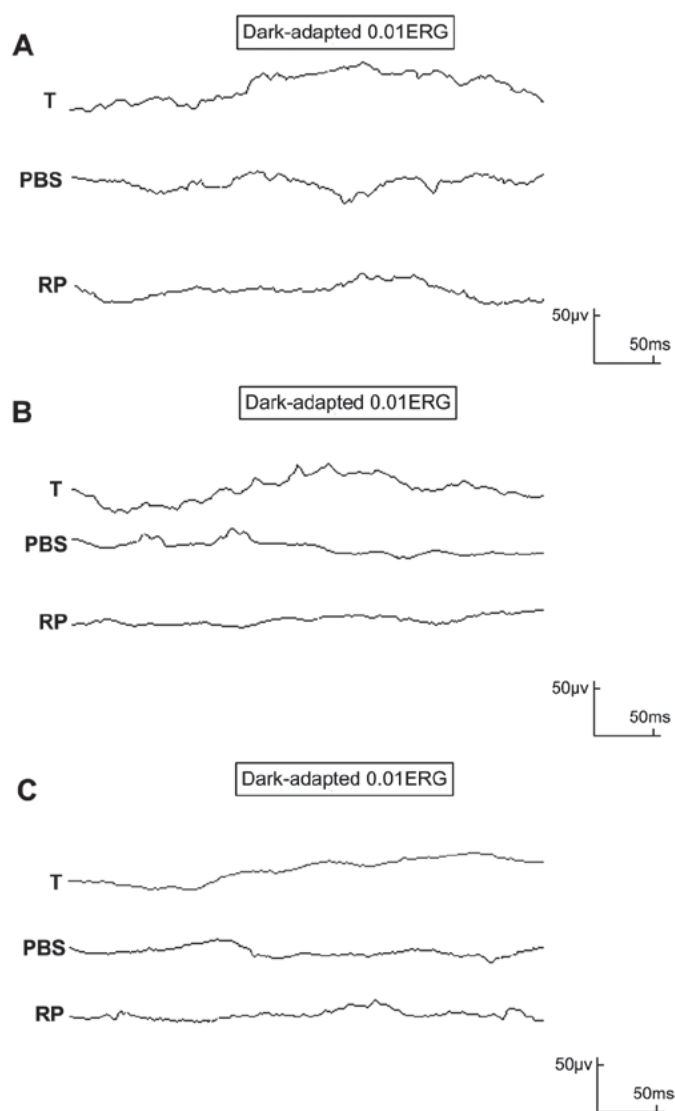 A
Dark-adapted 0.01ERG
T
PBS
RP
50μv
50ms
B
Dark-adapted 0.01ERG
T
PBS
RP
50μv
50ms
C
Dark-adapted 0.01ERG
T
PBS
RP
50μv
50ms